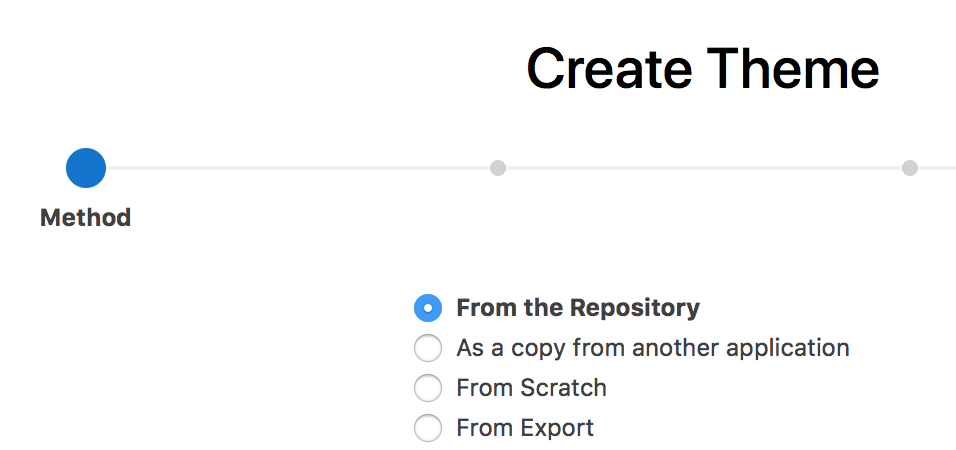 Create Theme
Method
From the Repository
As a copy from another application
From Scratch
From Export